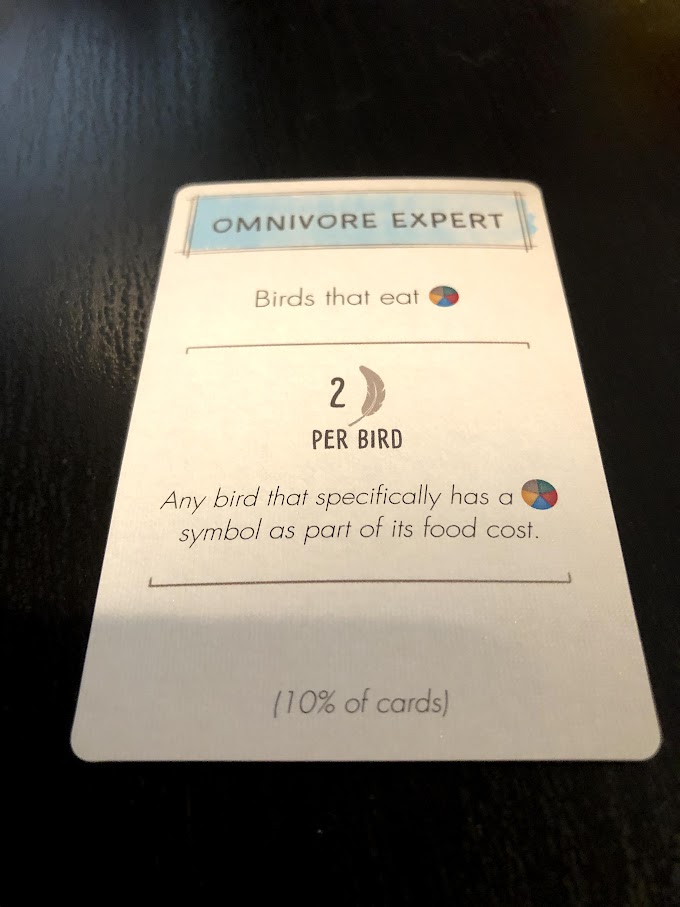 OMNIVORE EXPERT
Birds that eat
2
PER BIRD
Any bird that specifically has a
symbol as part of its food cost.
(10% of cards)